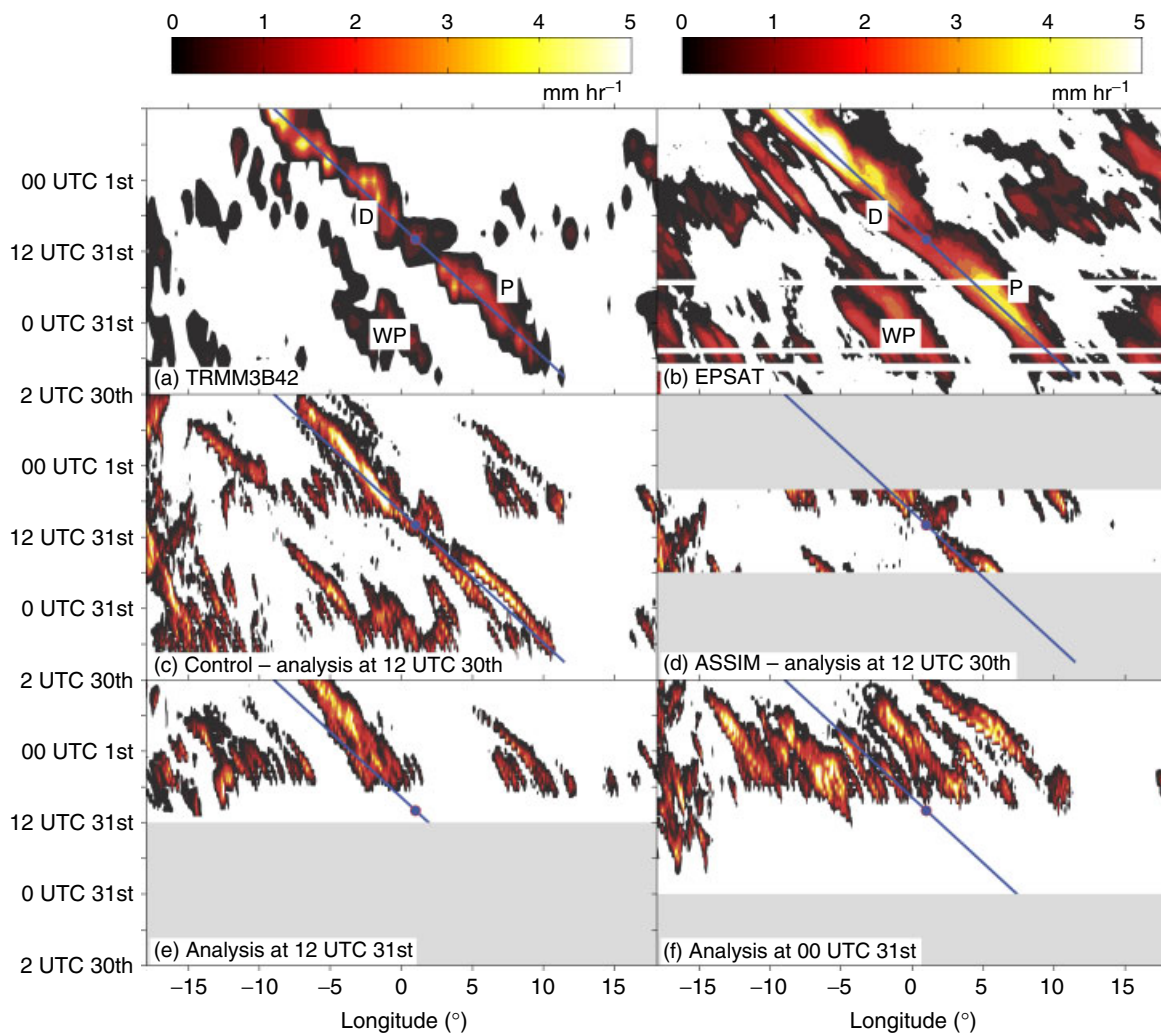 0 1 2 3 4 5 0 1 2 3 4 5
mm hr−1 mm hr−1
00 UTC 1st
D D
12 UTC 31st
P P
0 UTC 31st
WP WP
(a) TRMM3B42 (b) EPSAT
2 UTC 30th
00 UTC 1st
12 UTC 31st
0 UTC 31st
(c) Control – analysis at 12 UTC 30th (d) ASSIM – analysis at 12 UTC 30th
2 UTC 30th
00 UTC 1st
12 UTC 31st
0 UTC 31st
(e) Analysis at 12 UTC 31st (f) Analysis at 00 UTC 31st
2 UTC 30th
−15 −10 −5 0 5 10 15 −15 −10 −5 0 5 10 15
Longitude (°) Longitude (°)